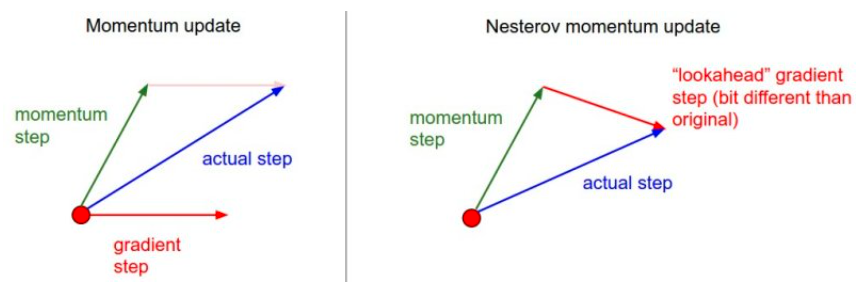 Momentum update
momentum
step
actual step
gradient
step
Nesterov momentum update
“lookahead” gradient
step (bit different than
original)
momentum
step
actual step